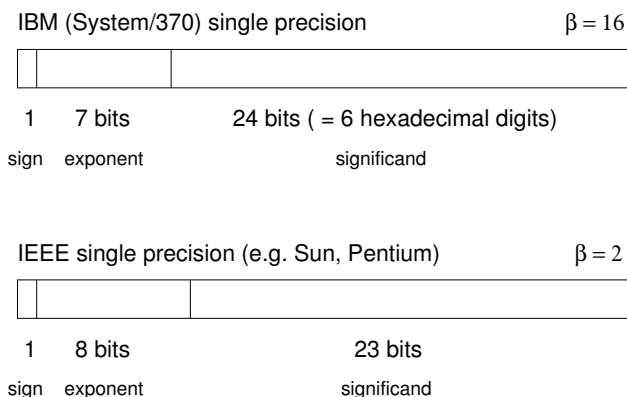 IBM (System/370) single precision β = 16
1 7 bits 24 bits ( = 6 hexadecimal digits)
sign exponent significand
IEEE single precision (e.g. Sun, Pentium) β = 2
1 8 bits 23 bits
sign exponent significand